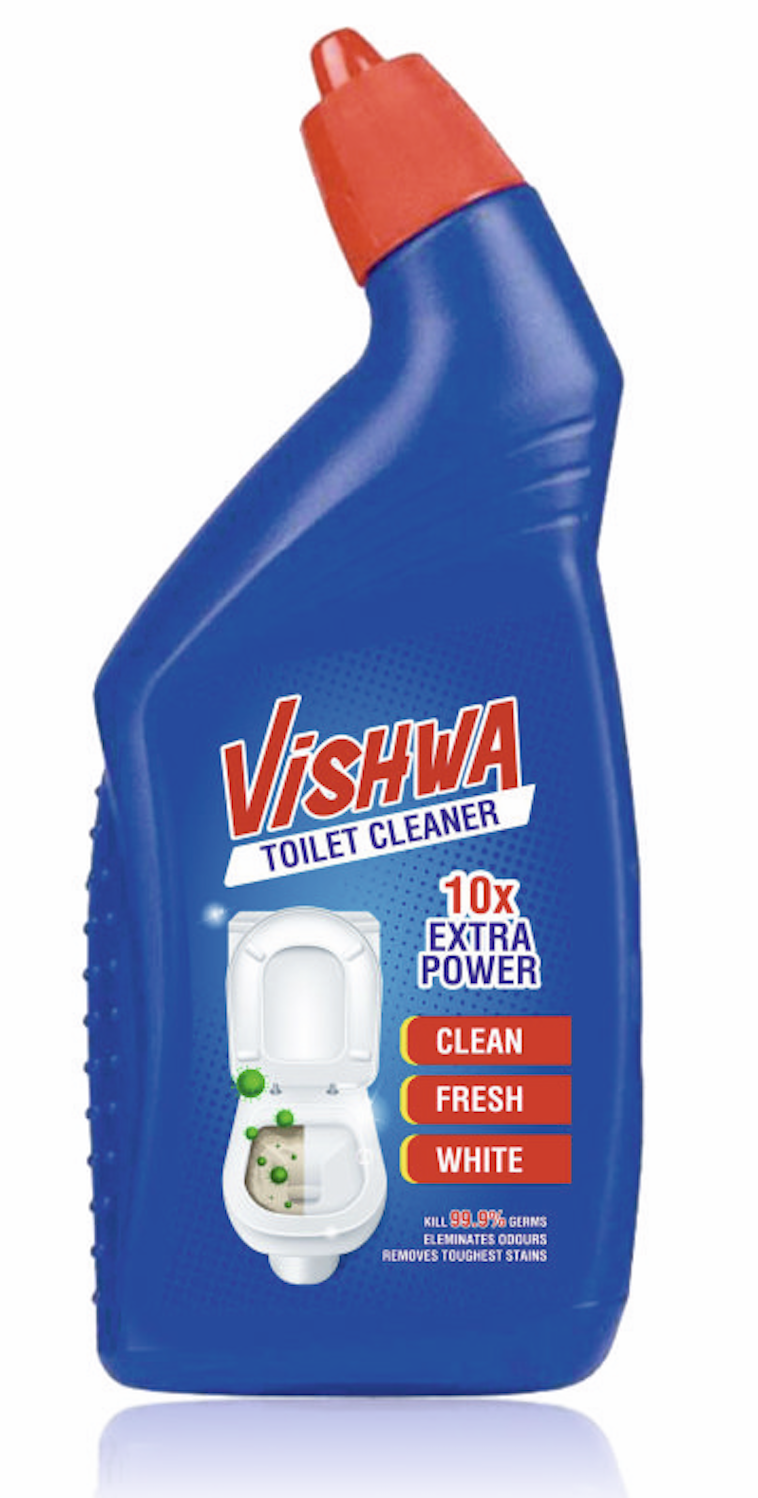 ViSHWA
TOILET CLEANER
10x
EXTRA
POWER
CLEAN
FRESH
WHITE
KILL 99.9% GERMS
ELEMINATES ODOURS
REMOVES TOUGHEST STAINS